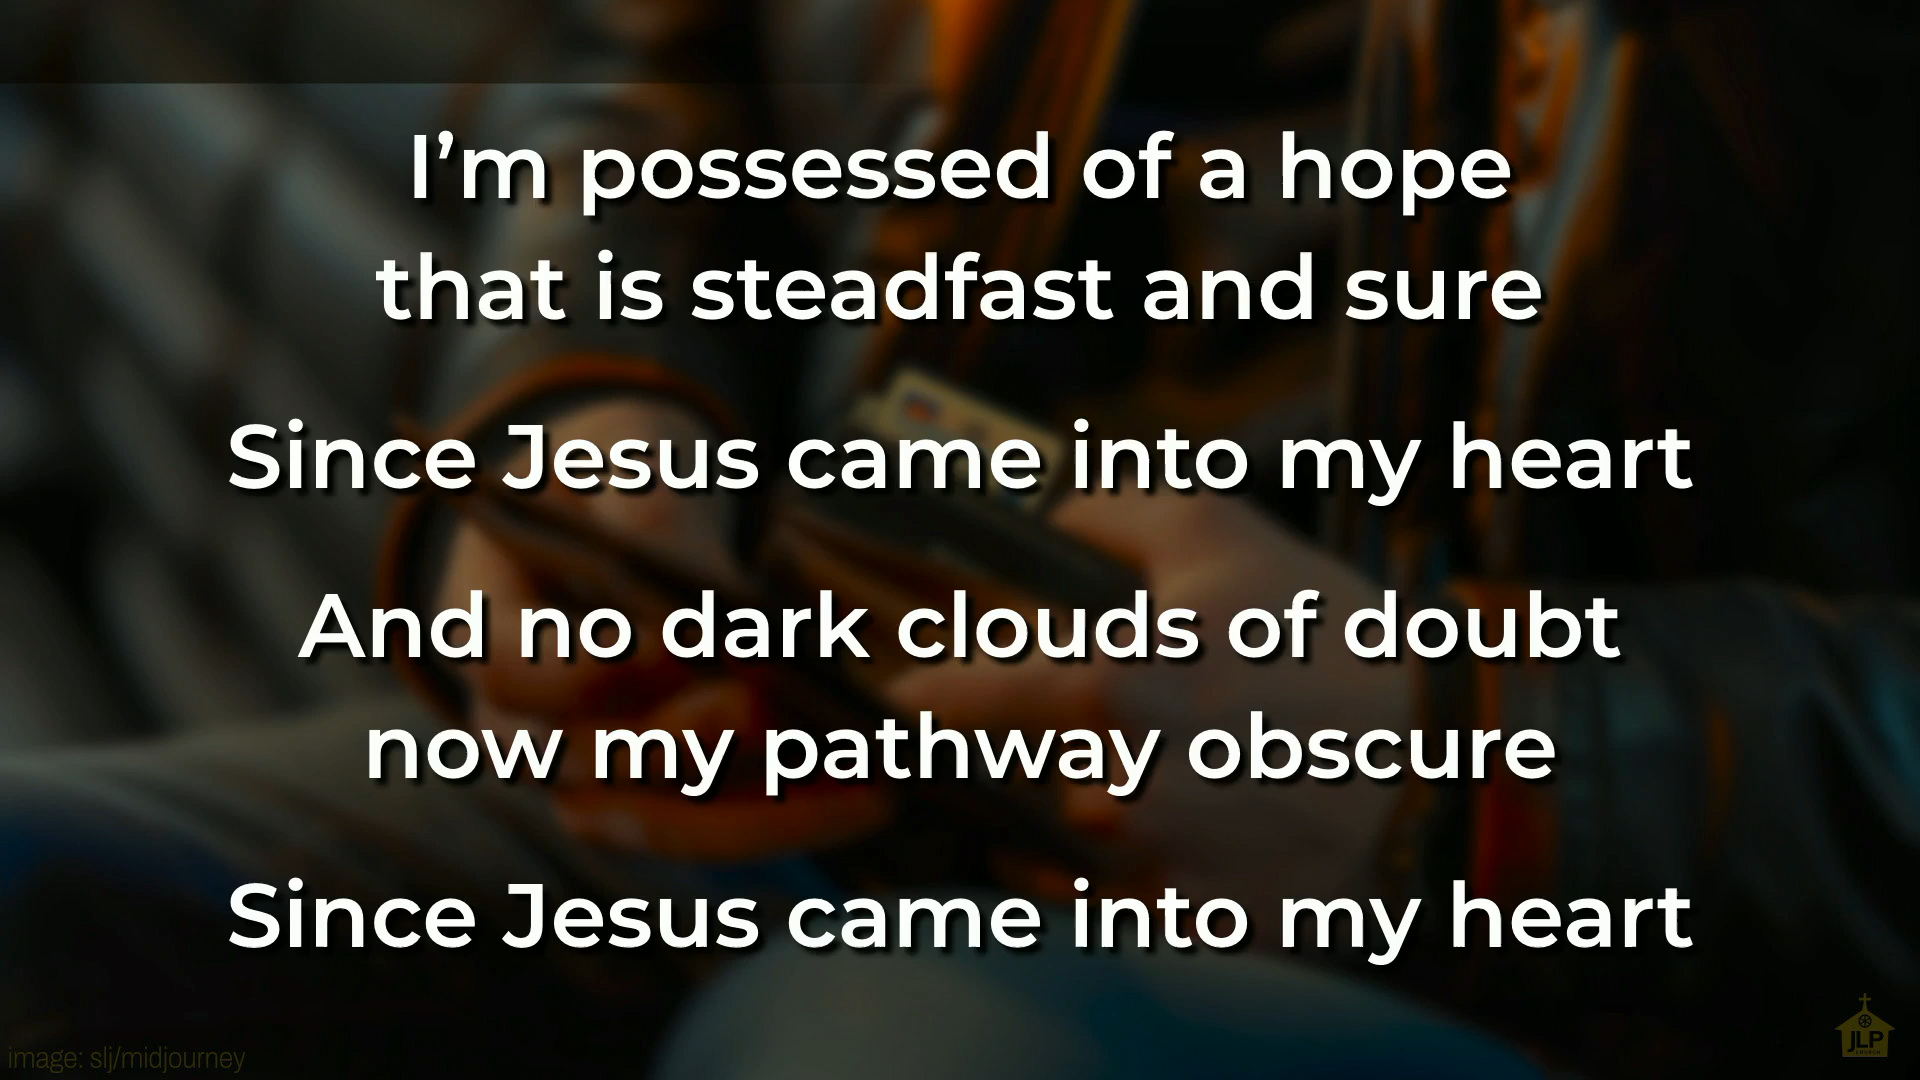 I’m possessed of a hope
that is steadfast and sure
Since Jesus came into my heart
And no dark clouds of doubt
now my pathway obscure
Since Jesus came into my heart
image: slj/midjourney
JLP
CHURCH